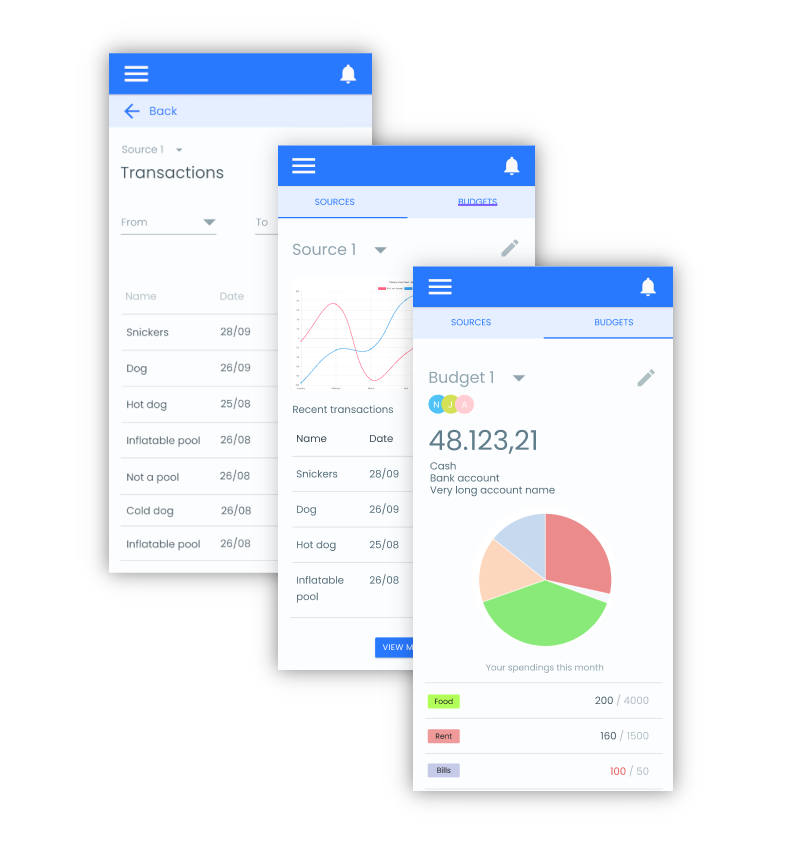 Back
Source 1
Transactions
From To
Name Date
Snickers 28/09
Dog 26/09
Hot dog 25/08
Inflatable pool 26/08
Not a pool 26/08
Cold dog 26/08
Inflatable pool 26/08
SOURCES BUDGETS
Source 1
Recent transactions
Name Date
Snickers 28/09
Dog 26/09
Hot dog 25/08
Inflatable 26/08
pool
VIEW M
SOURCES BUDGETS
Budget 1
N J A
48.123,21
Cash
Bank account
Very long account name
Your spendings this month
Food 200 / 4000
Rent 160 / 1500
Bills 100 / 50